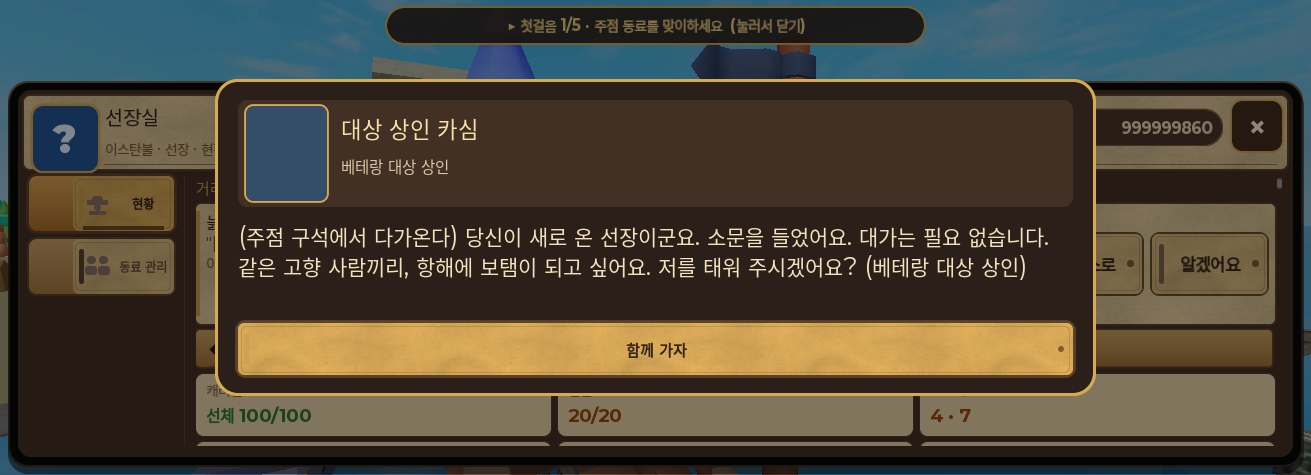 ▸ 첫걸음 1/5 · 주점 동료를 맞이하세요 (눌러서 닫기)
선장실
이스탄불 · 선장 ·
999999860
×
?
대상 상인 카심
베테랑 대상 상인
현황
동료 관리
(주점 구석에서 다가온다) 당신이 새로 온 선장이군요. 소문을 들었어요. 대가는 필요 없습니다.
같은 고향 사람끼리, 항해에 보탬이 되고 싶어요. 저를 태워 주시겠어요? (베테랑 대상 상인)
알겠어요
함께 가자
선체 100/100
20/20
4 · 7